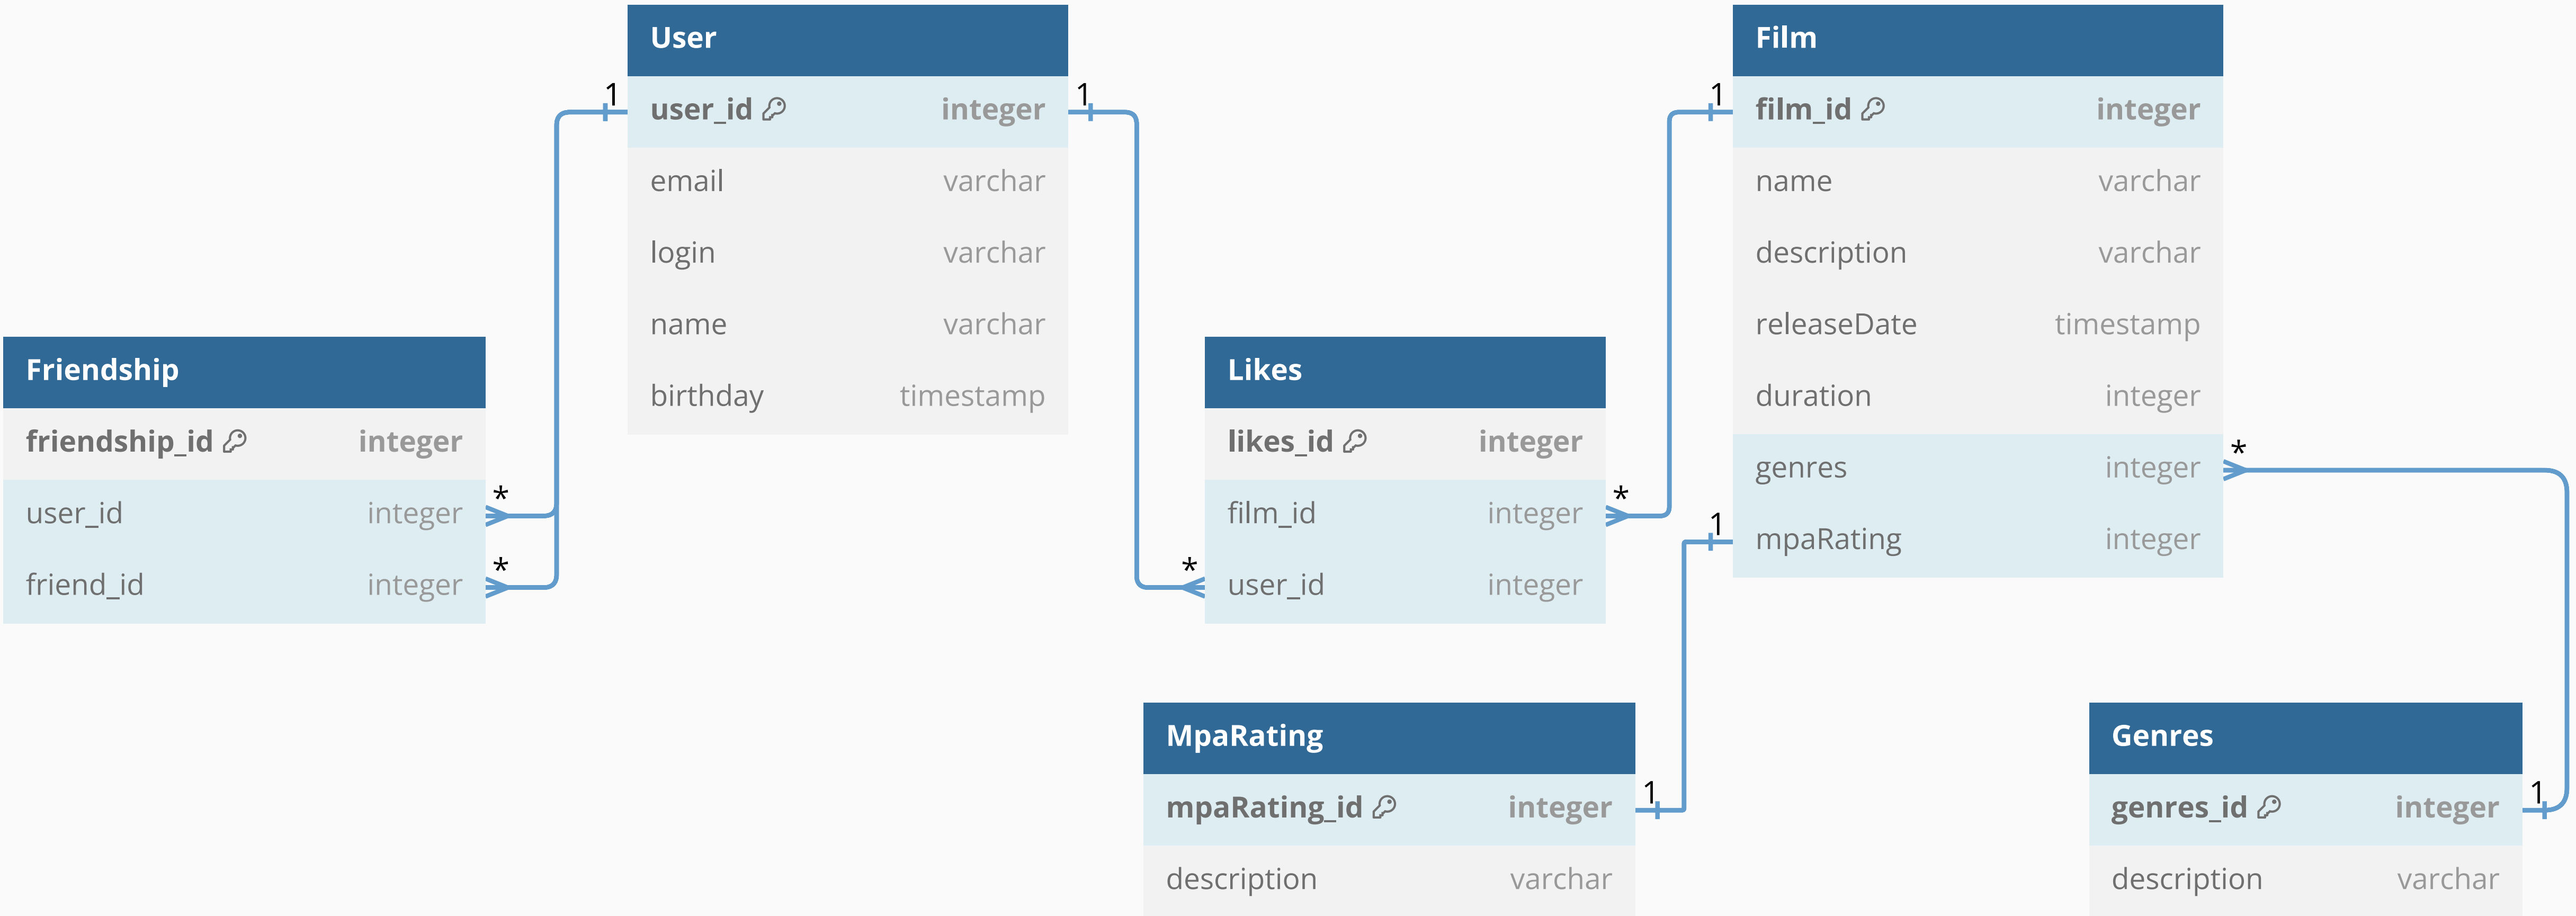 User
1
user_id integer
1
email varchar
login varchar
name varchar
birthday timestamp
Friendship
friendship_id integer
user_id integer
*
friend_id integer
*
Likes
likes_id integer
film_id integer
*
*
user_id integer
Film
1
film_id integer
name varchar
description varchar
releaseDate timestamp
duration integer
genres integer
*
1
mpaRating integer
MpaRating
mpaRating_id integer
1
description varchar
Genres
genres_id integer
1
description varchar